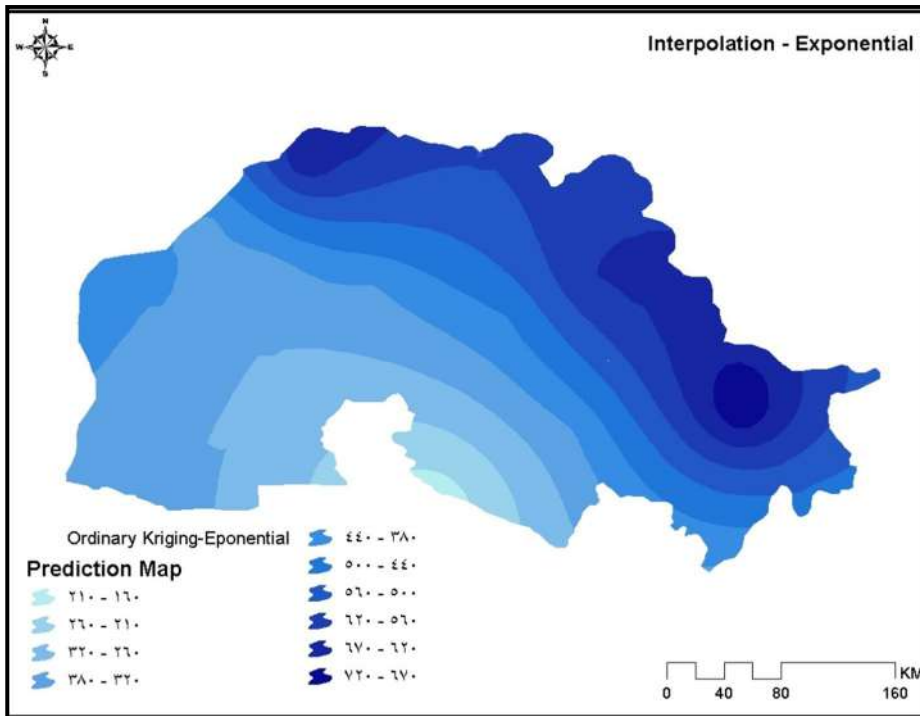 N
W E
S
Interpolation - Exponential
Ordinary Kriging-Eponential
Prediction Map
٢١٠ - ١٦٠
٢٦٠ - ٢١٠
٣٢٠ - ٢٦٠
٣٨٠ - ٣٢٠
٤٤٠ - ٣٨٠
٥٠٠ - ٤٤٠
٥٦٠ - ٥٠٠
٦٢٠ - ٥٦٠
٦٧٠ - ٦٢٠
٧٢٠ - ٦٧٠
KM
0 40 80 160